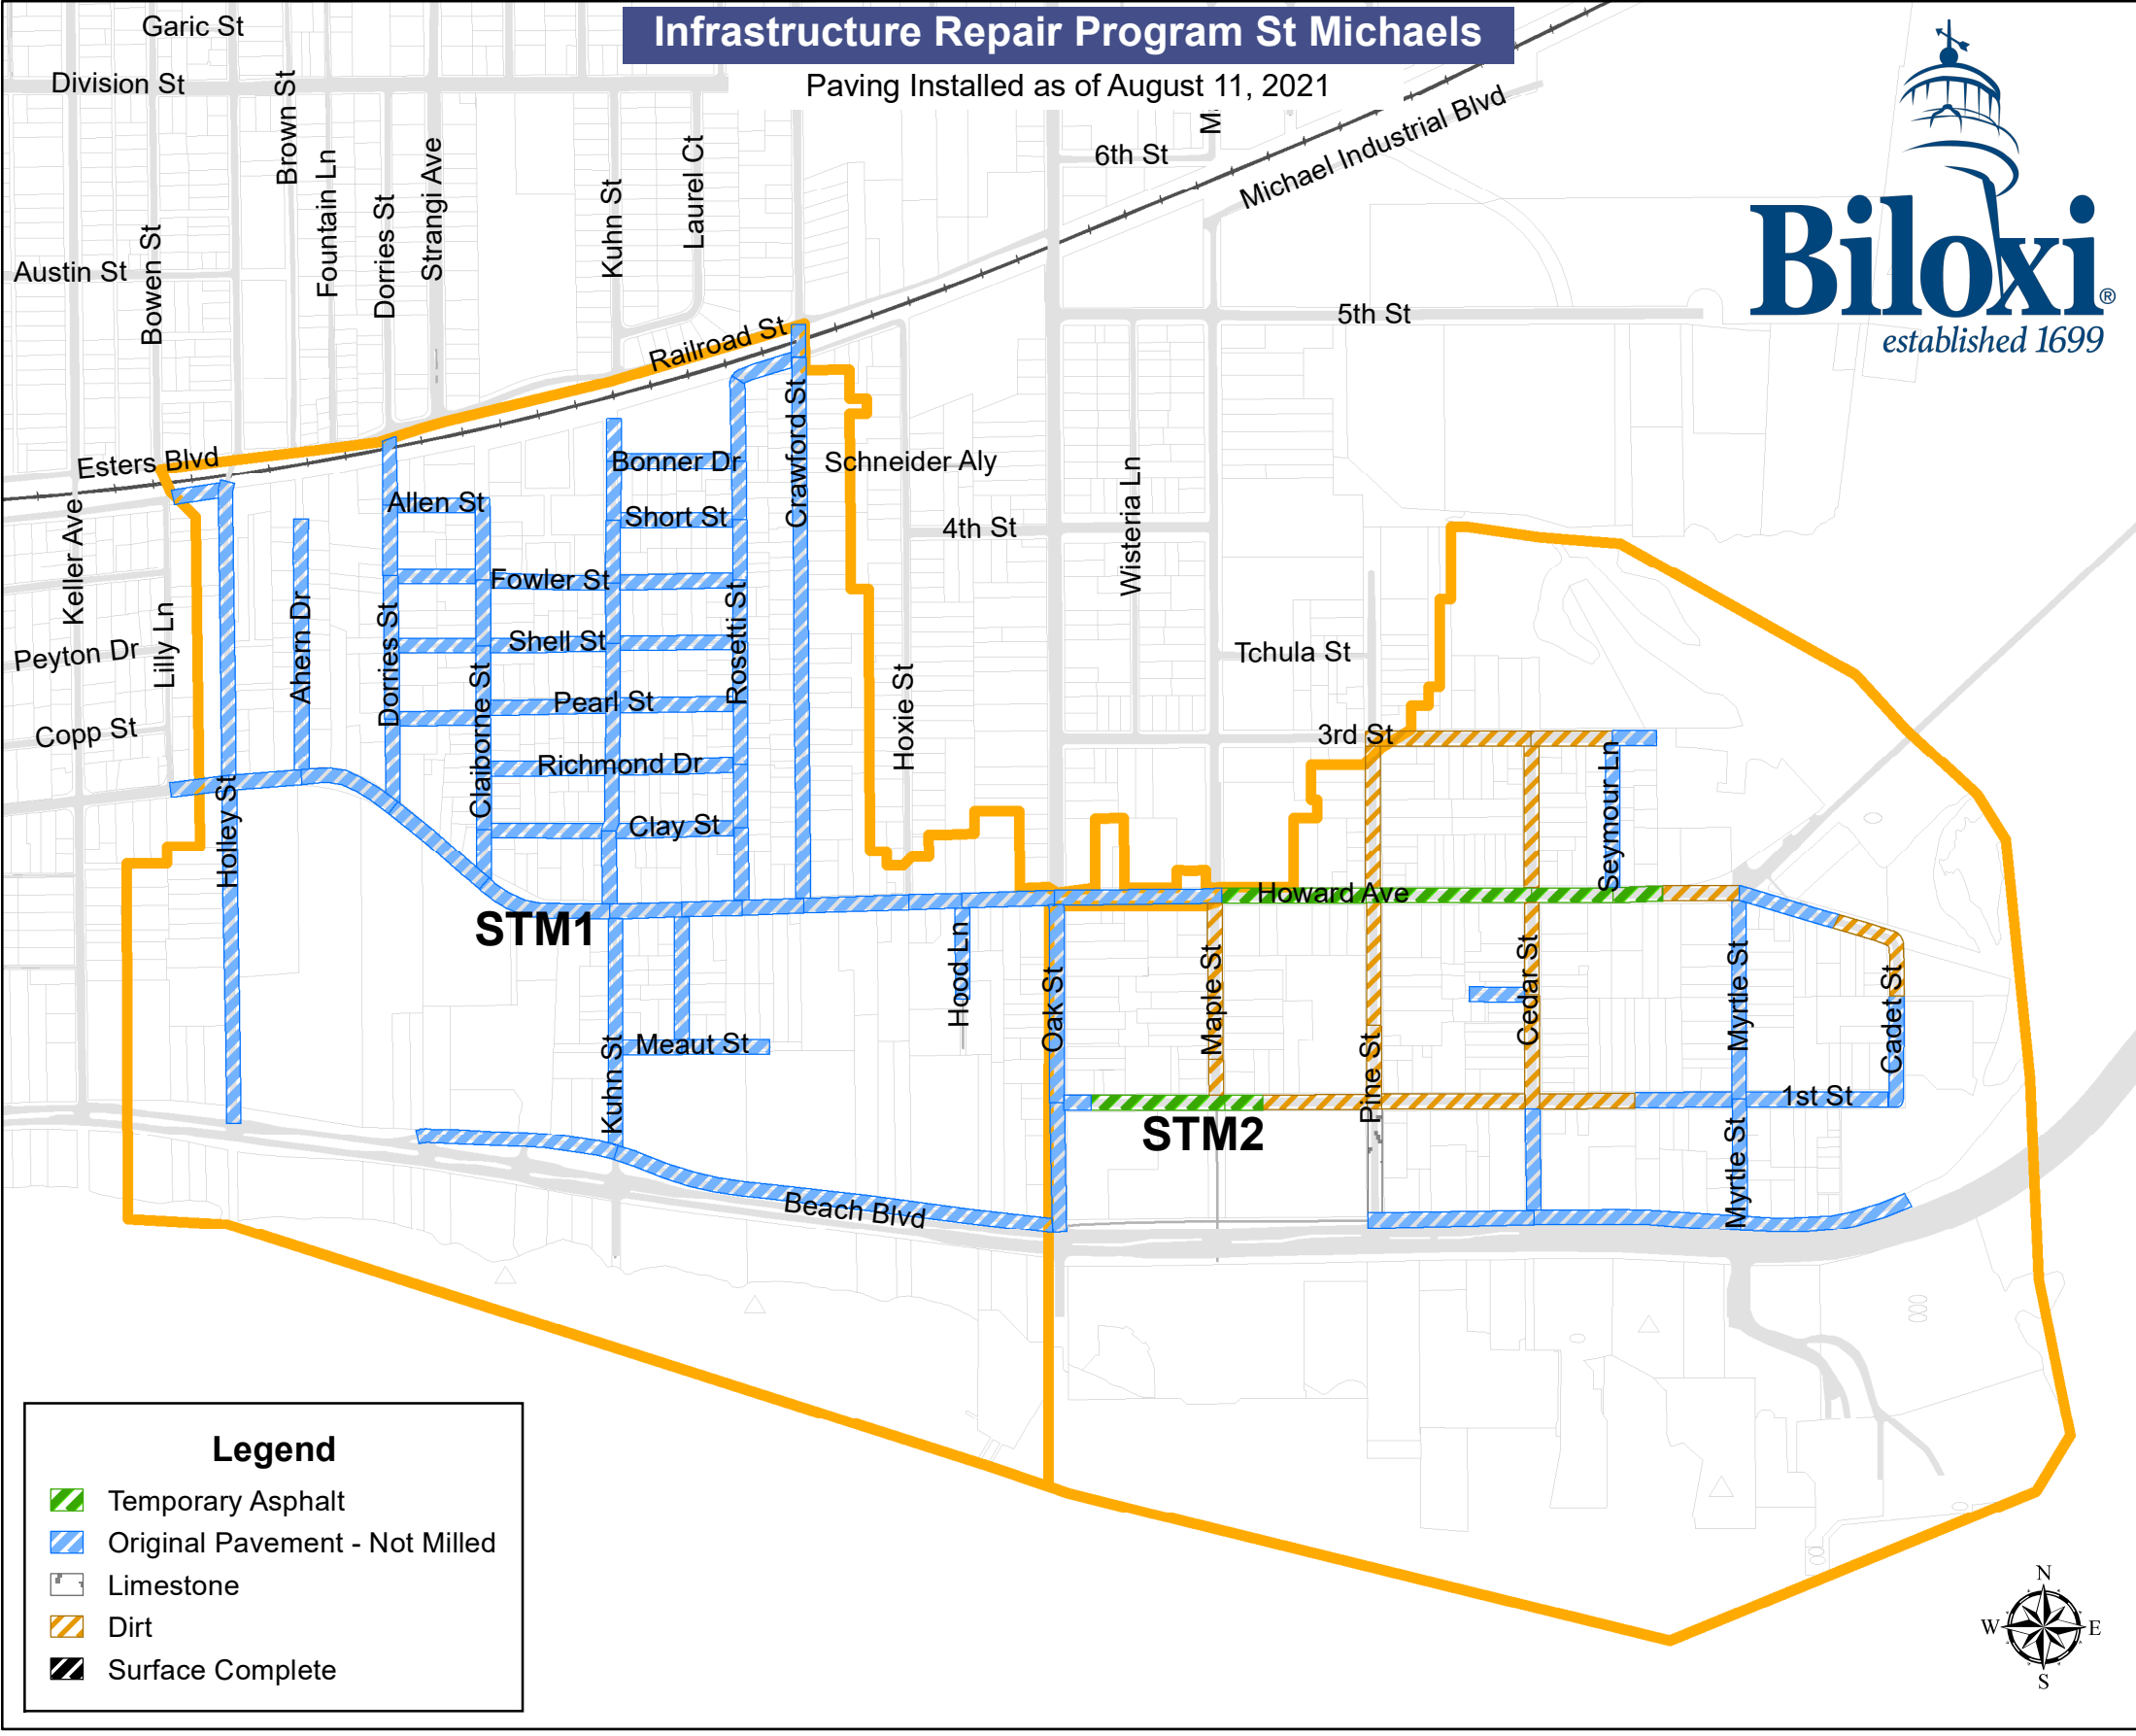 Infrastructure Repair Program St Michaels
Paving Installed as of August 11, 2021
Garic St
Division St
Brown St
Fountain Ln
Dorries St
Strangi Ave
Kuhn St
Laurel Ct
M
6th St
Michael Industrial Blvd
Biloxi®
established 1699
Austin St
Bowen St
5th St
Railroad St
Esters Blvd
Keller Ave
Allen St
Bonner Dr
Short St
Crawford St
Schneider Aly
4th St
Wisteria Ln
Fowler St
Shell St
Pearl St
Richmond Dr
Clay St
Rosetti St
Peyton Dr
Lilly Ln
Ahern Dr
Dorries St
Claiborne St
Copp St
Holley St
Hoxie St
Tchula St
3rd St
Seymour Ln
Howard Ave
STM1
Hood Ln
Oak St
Maple St
Pine St
Cedar St
Myrtle St
Cadet St
Kuhn St
Meaut St
1st St
STM2
Myrtle St
Beach Blvd
Legend
Temporary Asphalt
Original Pavement - Not Milled
Limestone
Dirt
Surface Complete
N
W
E
S